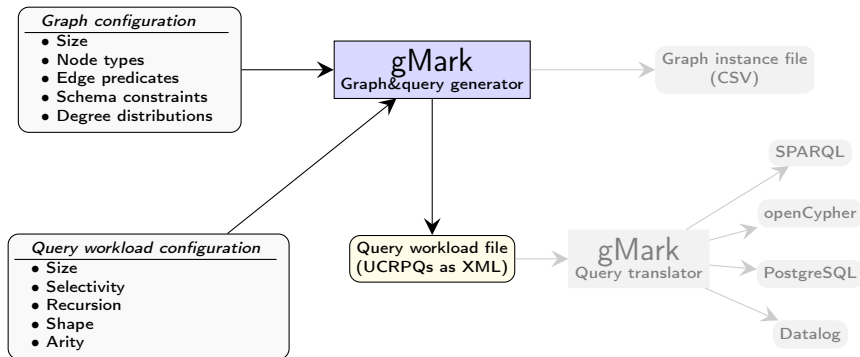 Graph configuration
• Size
• Node types
• Edge predicates
• Schema constraints
• Degree distributions
gMark
Graph&query generator
Graph instance file
(CSV)
Query workload configuration
• Size
• Selectivity
• Recursion
• Shape
• Arity
Query workload file
(UCRPQs as XML)
gMark
Query translator
SPARQL
openCypher
PostgreSQL
Datalog